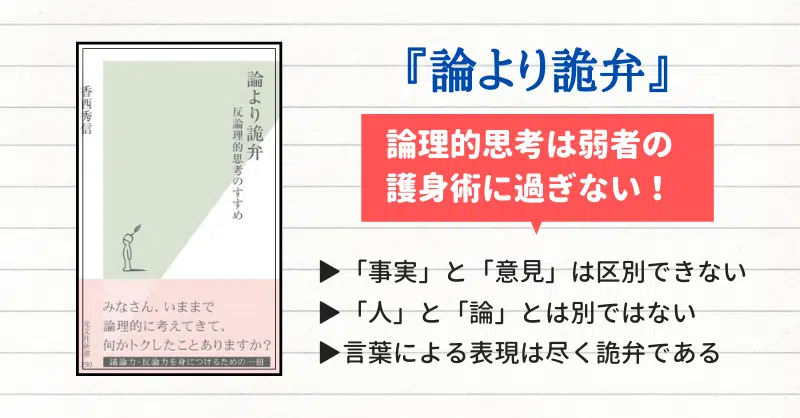 『論より詭弁』
論理的思考は弱者の
護身術に過ぎない！
▶「事実」と「意見」は区別できない
▶「人」と「論」とは別ではない
▶言葉による表現は尽く詭弁である
論より詭弁
反論理的思考のすすめ
香西秀信
みなさん、いままで
論理的に考えてきて、
何かトクしたことありますか?
議論力・反論力を身につけるための一冊
光文社新書
290